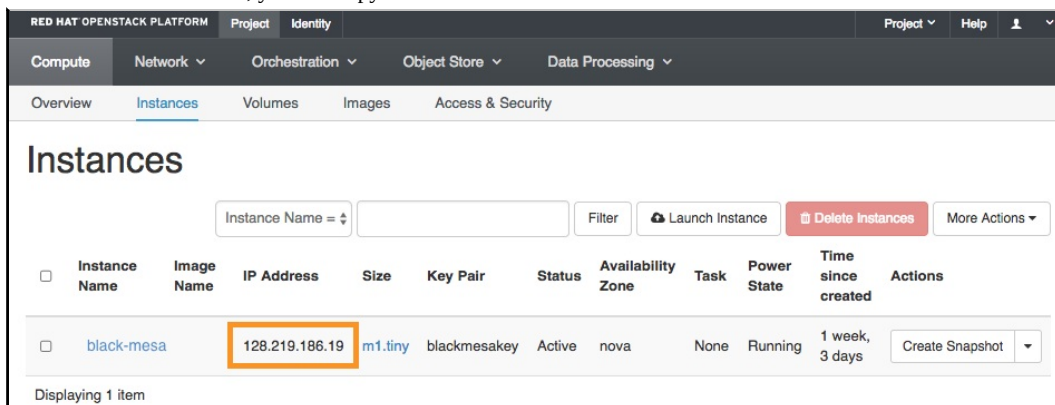 RED HAT OPENSTACK PLATFORM Project Identity Project Help
Compute Network Orchestration Object Store Data Processing
Overview Instances Volumes Images Access & Security
Instances
Instance Name = Filter Launch Instance Delete Instances More Actions
Instance Name Image Name IP Address Size Key Pair Status Availability Zone Task Power State Time since created Actions
black-mesa 128.219.186.19 m1.tiny blackmesakey Active nova None Running 1 week, 3 days Create Snapshot
Displaying 1 item